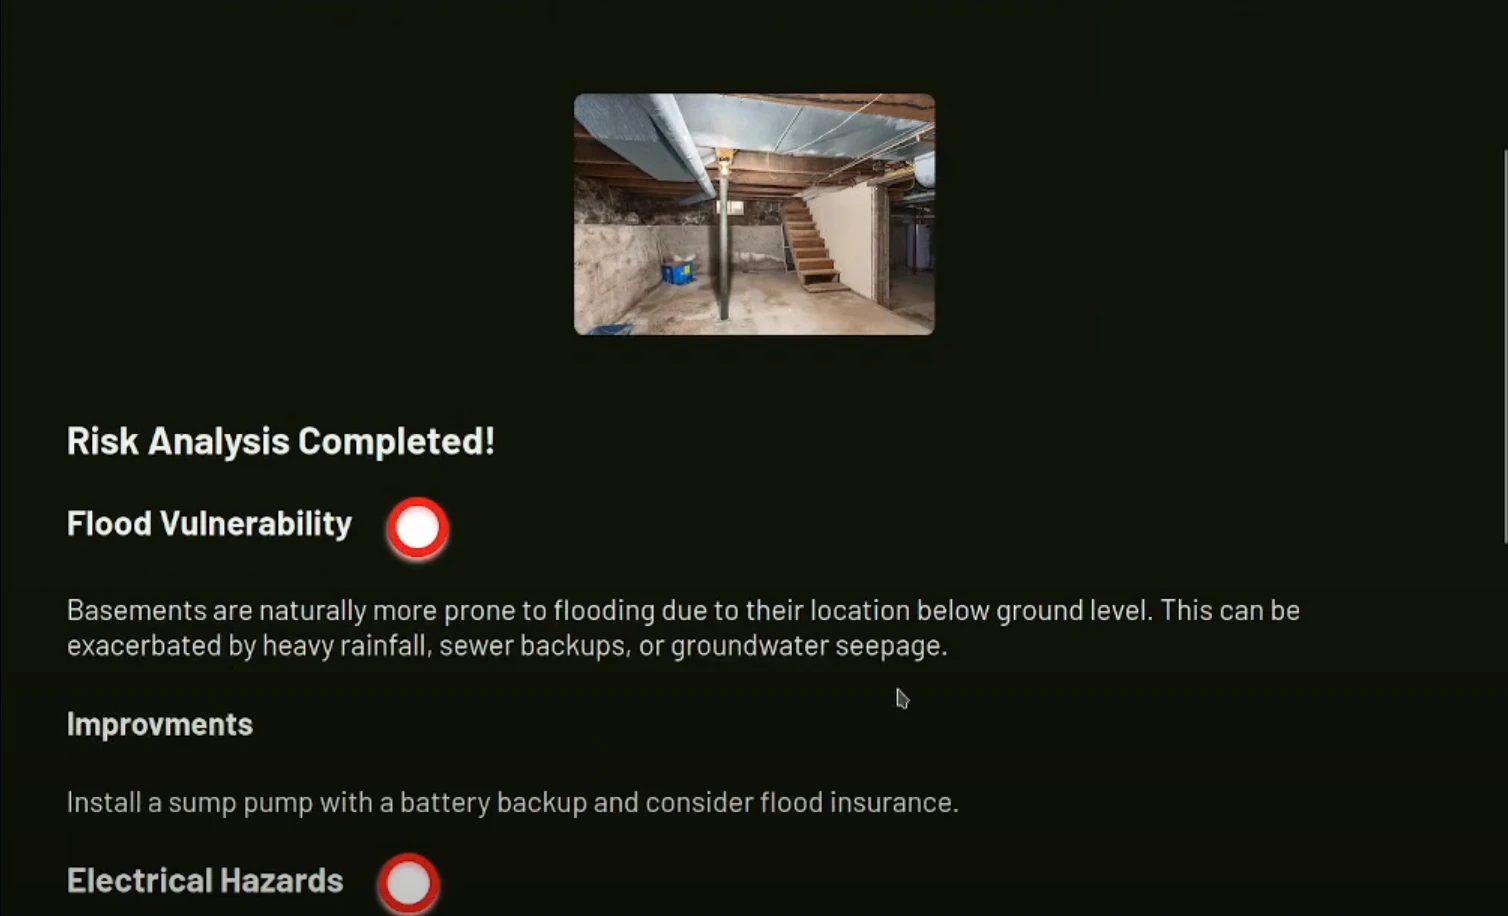 Risk Analysis Completed!
Flood Vulnerability
Basements are naturally more prone to flooding due to their location below ground level. This can be
exacerbated by heavy rainfall, sewer backups, or groundwater seepage.
Improvments
Install a sump pump with a battery backup and consider flood insurance.
Electrical Hazards